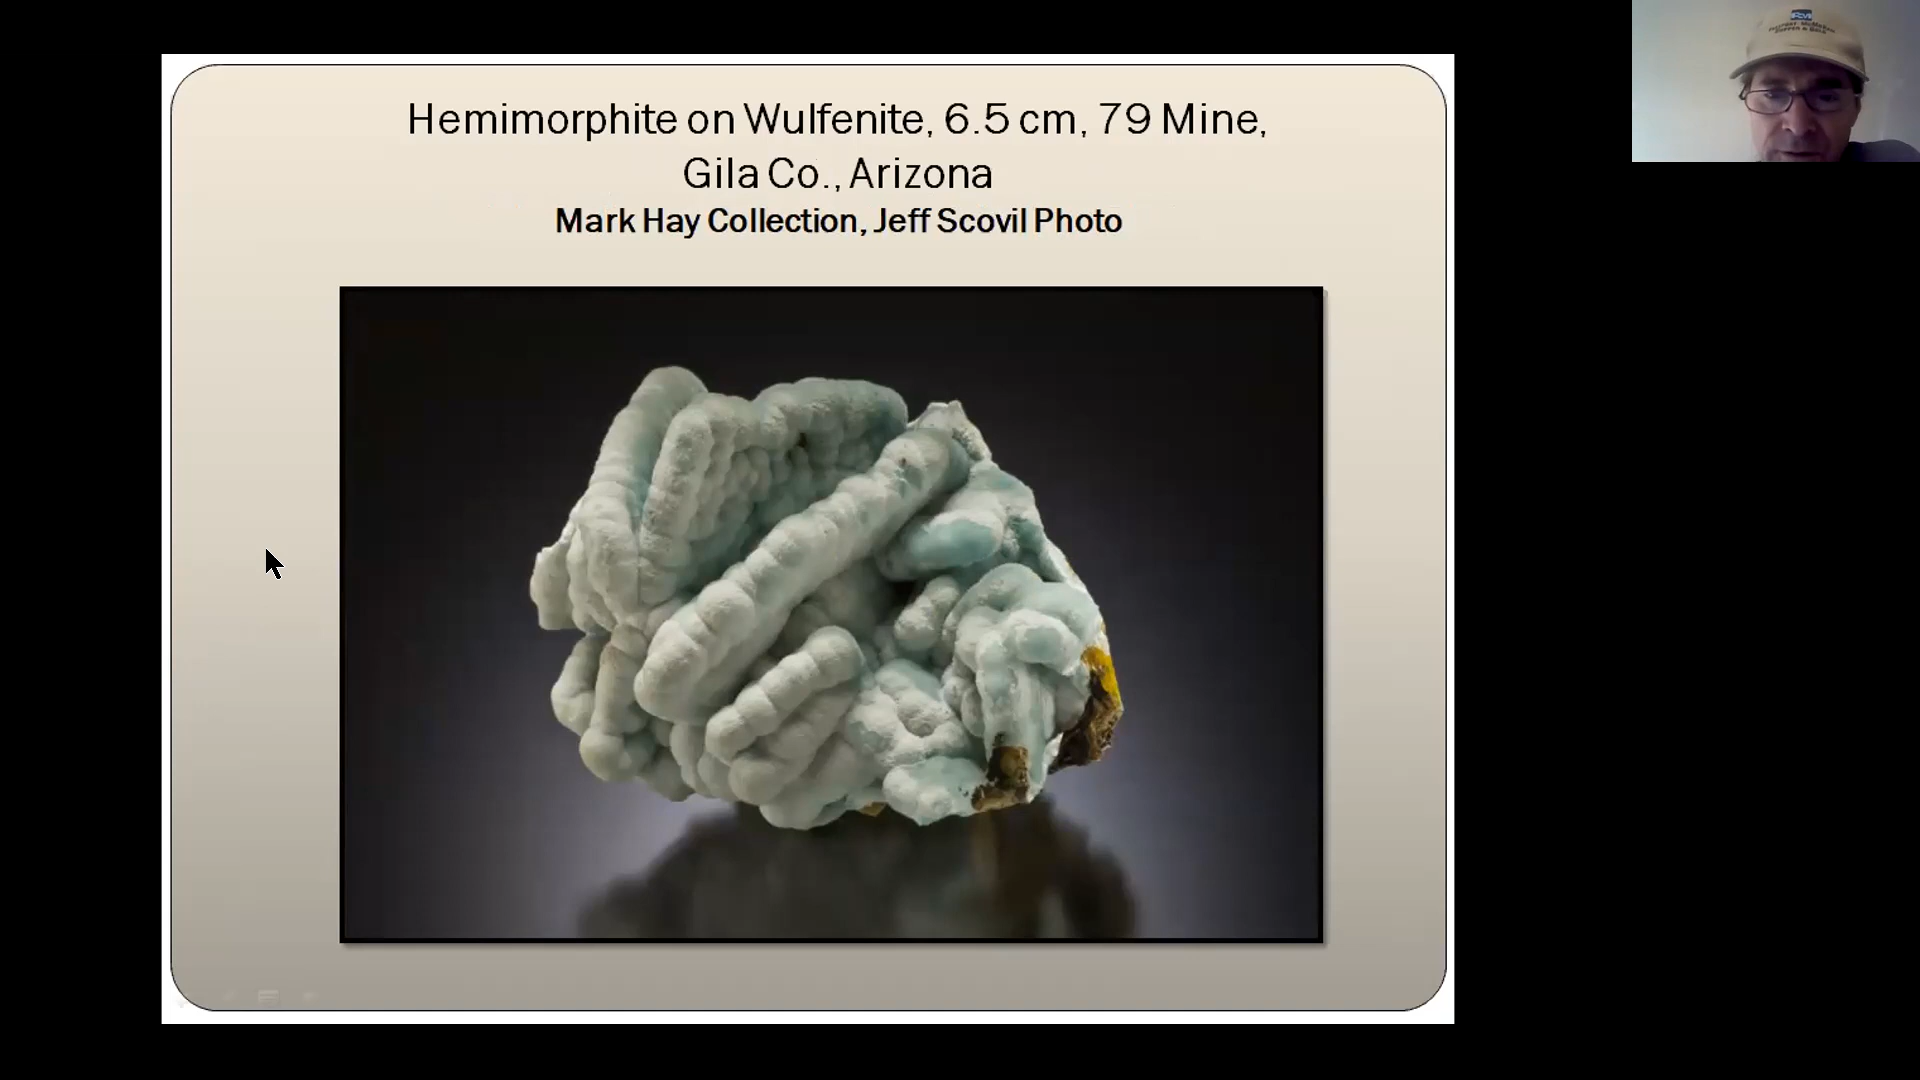 Hemimorphite on Wulfenite, 6.5 cm, 79 Mine,
Gila Co., Arizona
Mark Hay Collection, Jeff Scovil Photo